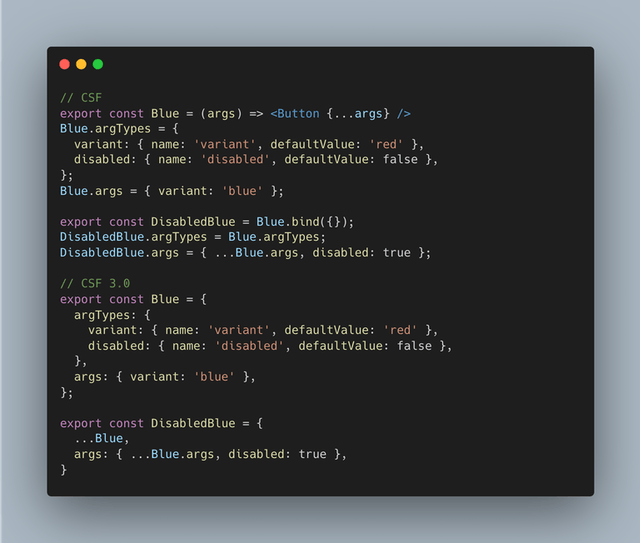 // CSF
export const Blue = (args) => <Button {...args} />
Blue.argTypes = {
  variant: { name: 'variant', defaultValue: 'red' },
  disabled: { name: 'disabled', defaultValue: false },
};
Blue.args = { variant: 'blue' };

export const DisabledBlue = Blue.bind({});
DisabledBlue.argTypes = Blue.argTypes;
DisabledBlue.args = { ...Blue.args, disabled: true };

// CSF 3.0
export const Blue = {
  argTypes: {
    variant: { name: 'variant', defaultValue: 'red' },
    disabled: { name: 'disabled', defaultValue: false },
  },
  args: { variant: 'blue' },
};

export const DisabledBlue = {
  ...Blue,
  args: { ...Blue.args, disabled: true },
}